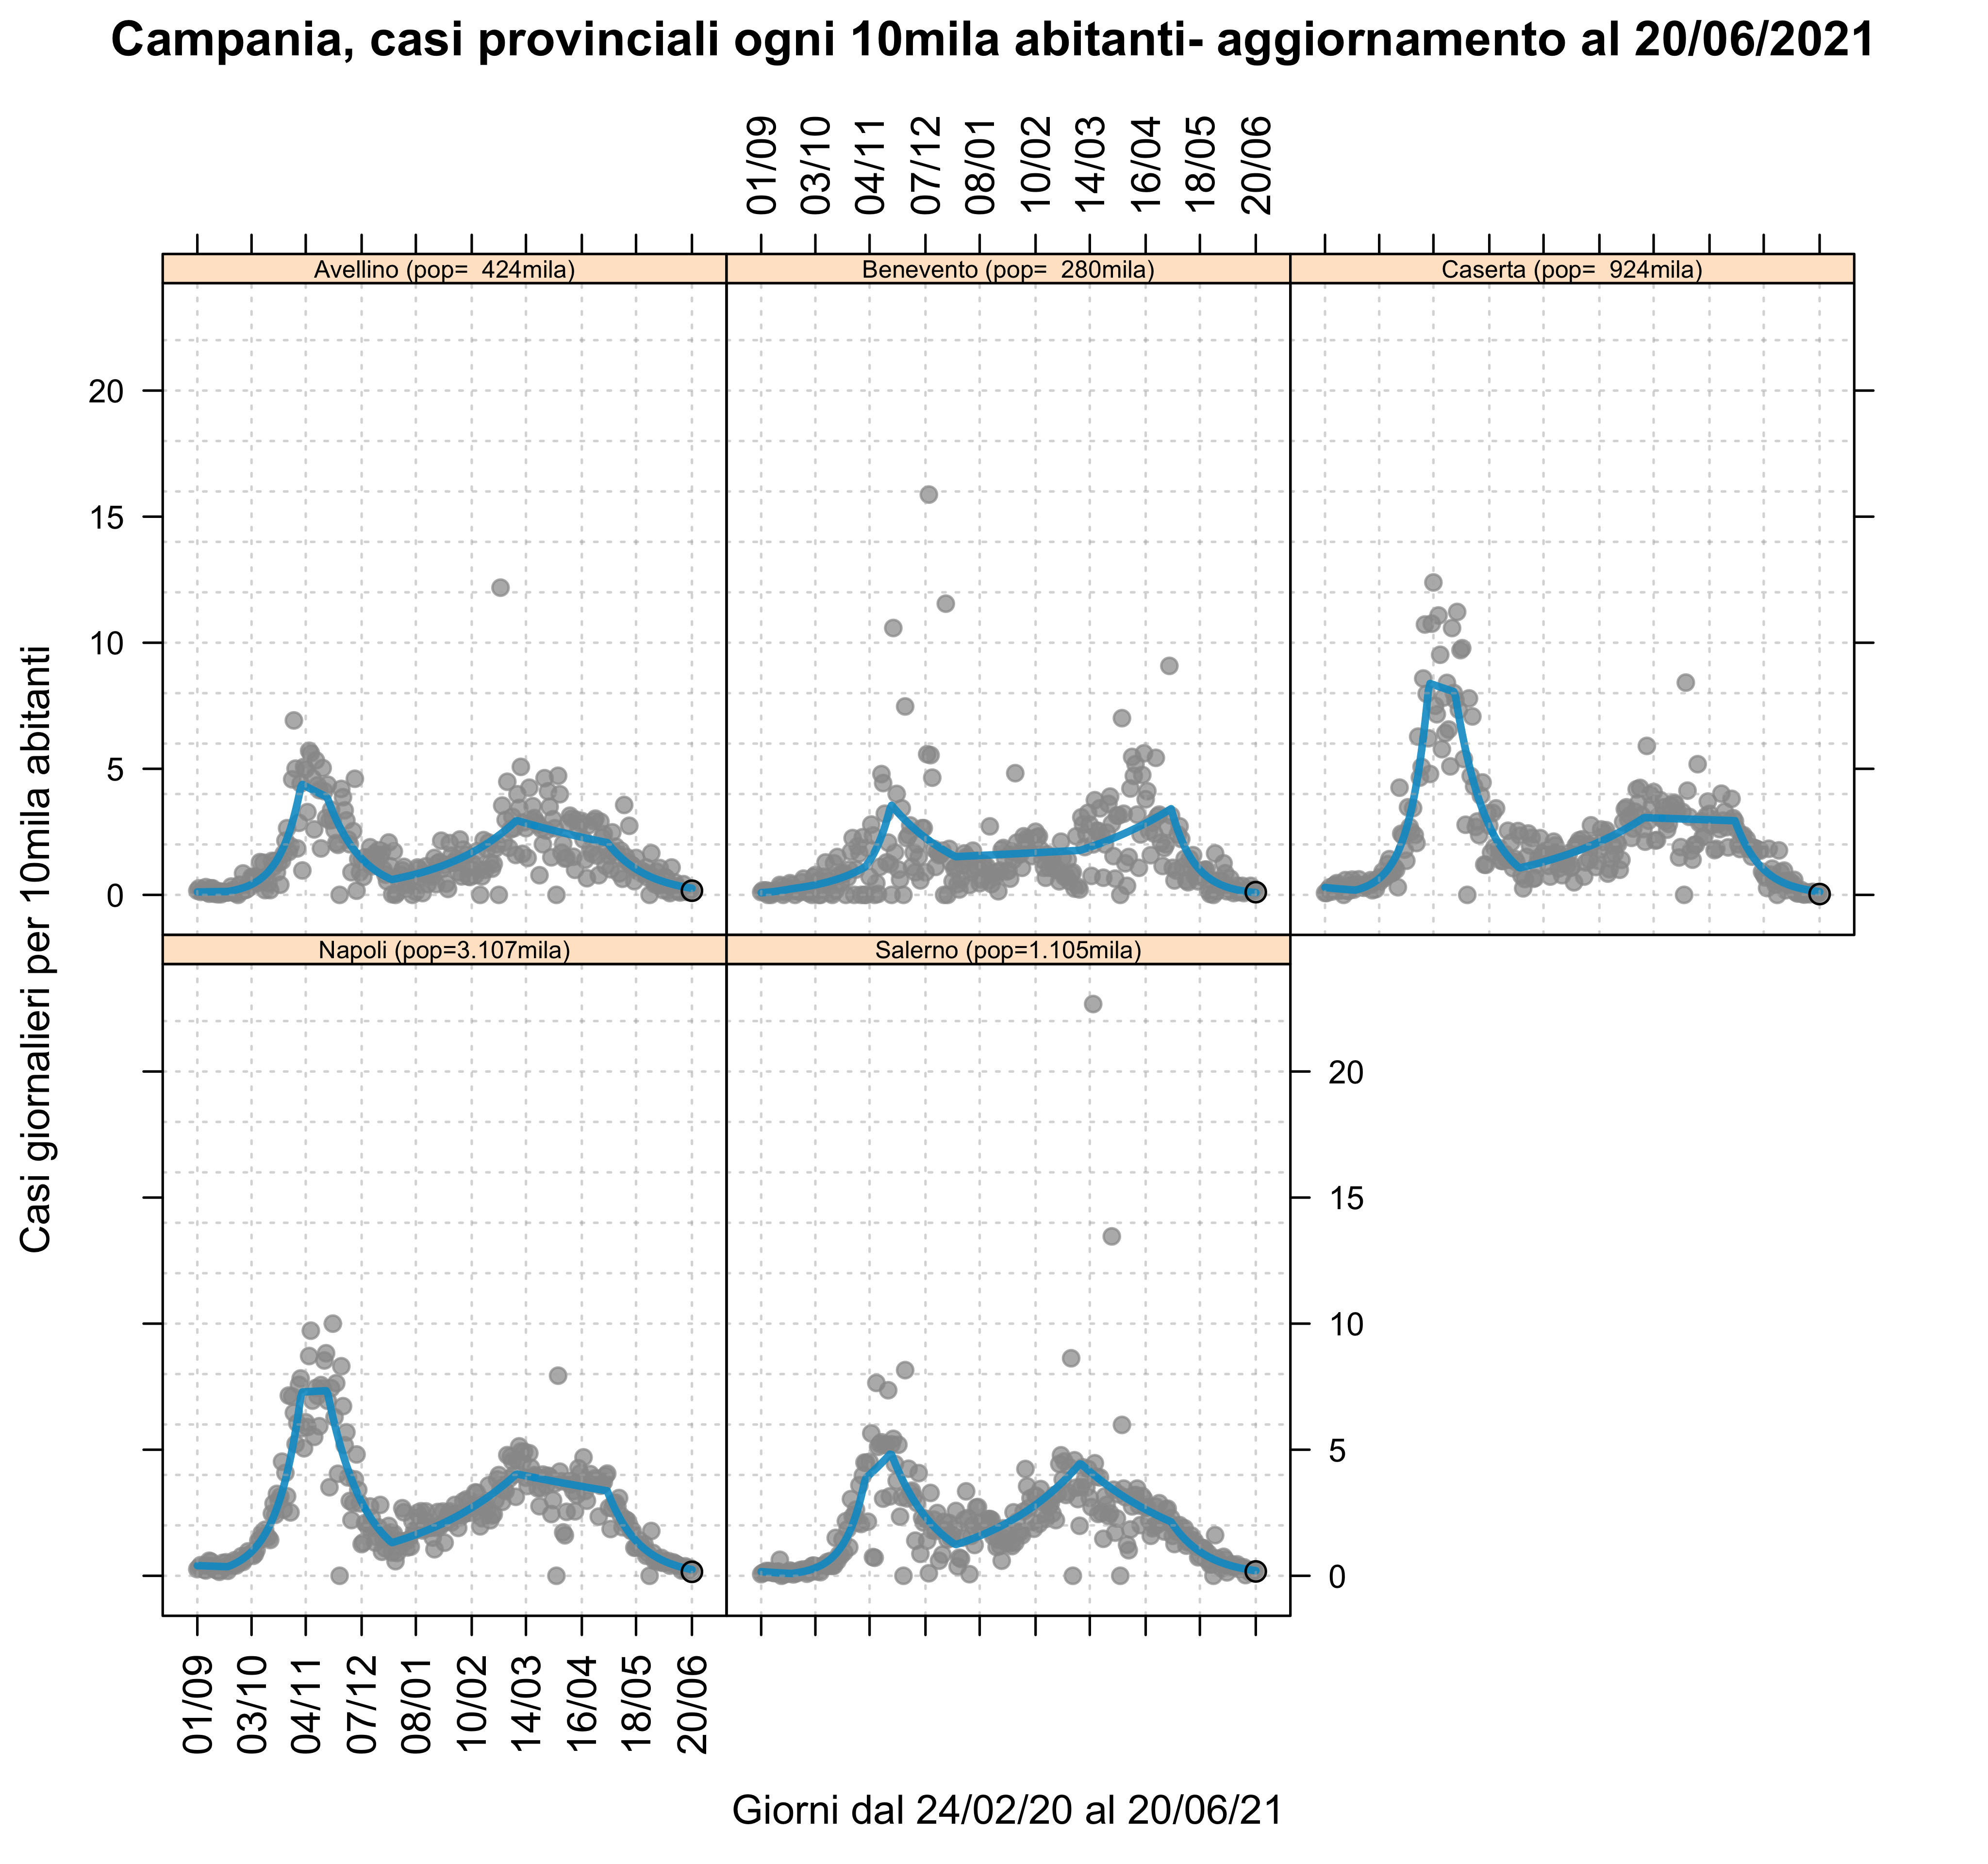 Campania, casi provinciali ogni 10mila abitanti- aggiornamento al 20/06/2021
01/09 03/10 04/11 07/12 08/01 10/02 14/03 16/04 18/05 20/06
Avellino (pop=  424mila)
Benevento (pop=  280mila)
Caserta (pop=  924mila)
20
15
10
5
0
Casi giornalieri per 10mila abitanti
Napoli (pop=3.107mila)
Salerno (pop=1.105mila)
20
15
10
5
0
01/09 03/10 04/11 07/12 08/01 10/02 14/03 16/04 18/05 20/06
Giorni dal 24/02/20 al 20/06/21